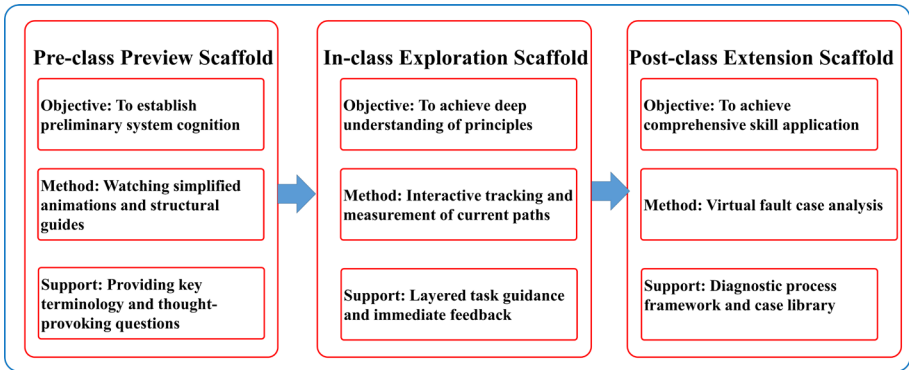 Pre-class Preview Scaffold
Objective: To establish
preliminary system cognition
Method: Watching simplified
animations and structural
guides
Support: Providing key
terminology and thought-
provoking questions
In-class Exploration Scaffold
Objective: To achieve deep
understanding of principles
Method: Interactive tracking and
measurement of current paths
Support: Layered task guidance
and immediate feedback
Post-class Extension Scaffold
Objective: To achieve
comprehensive skill application
Method: Virtual fault case analysis
Support: Diagnostic process
framework and case library